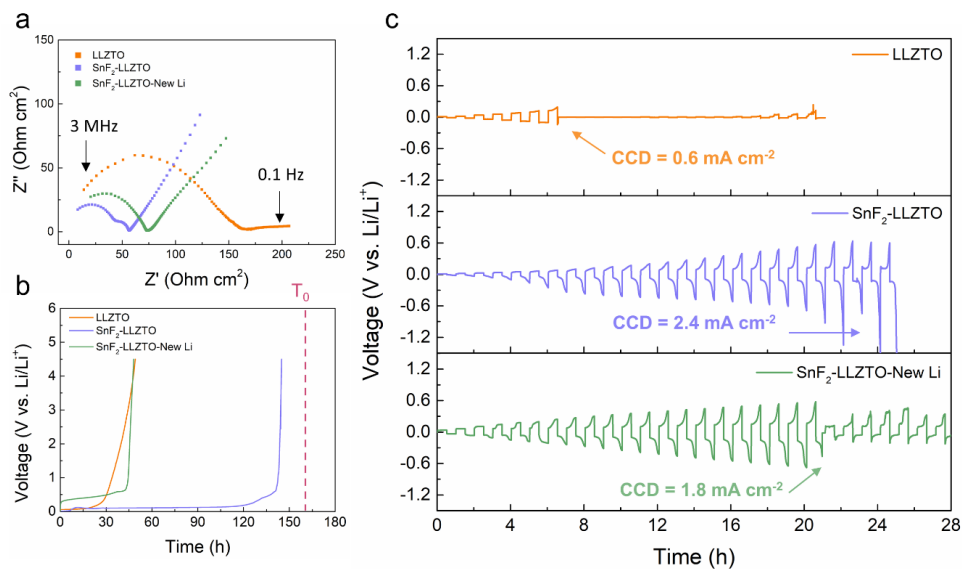 a
Z'' (Ohm cm²)
150
100
50
0
LLZTO
SnF₂-LLZTO
SnF₂-LLZTO-New Li
3 MHz
0.1 Hz
0 50 100 150 200 250
Z' (Ohm cm²)
b
Voltage (V vs. Li/Li⁺)
6
5
4
3
2
1
0
T₀
LLZTO
SnF₂-LLZTO
SnF₂-LLZTO-New Li
0 30 60 90 120 150 180
Time (h)
c
Voltage (V vs. Li/Li⁺)
1.2
0.6
0.0
-0.6
-1.2
LLZTO
CCD = 0.6 mA cm⁻²
1.2
0.6
0.0
-0.6
-1.2
SnF₂-LLZTO
CCD = 2.4 mA cm⁻²
1.2
0.6
0.0
-0.6
-1.2
SnF₂-LLZTO-New Li
CCD = 1.8 mA cm⁻²
0 4 8 12 16 20 24 28
Time (h)